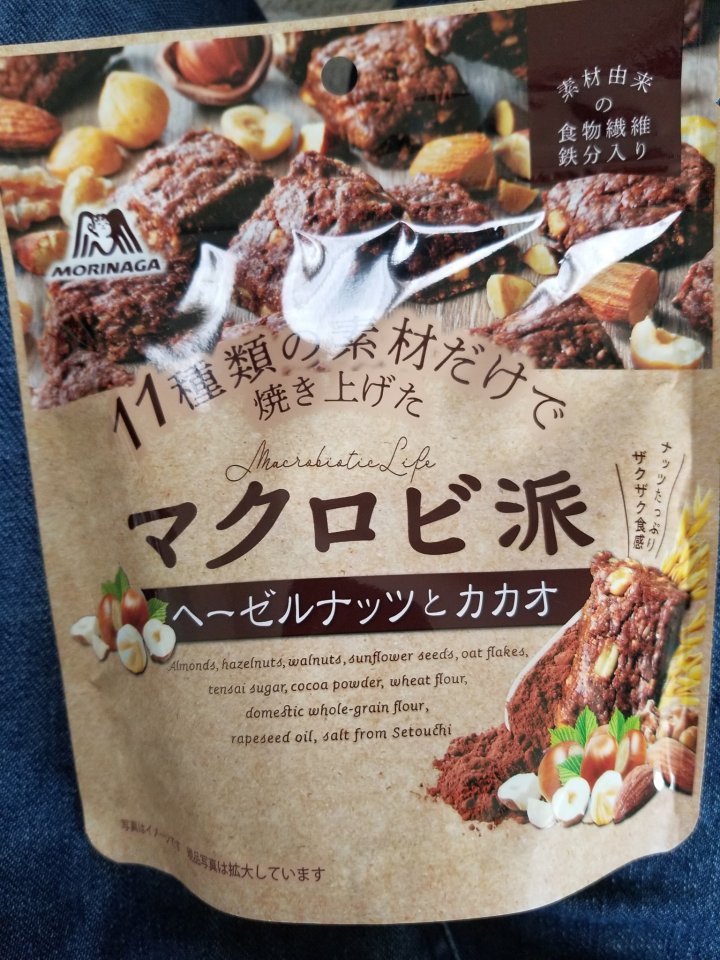 素材由来
の
食物繊維
鉄分入り
MORINAGA
11種類の素材だけで
焼き上げた
Macrobiotic Life
マクロビ派
ナッツたっぷり
ザクザク食感
ヘーゼルナッツとカカオ
Almonds, hazelnuts, walnuts, sunflower seeds, oat flakes,
tensai sugar, cocoa powder, wheat flour,
domestic whole-grain flour,
rapeseed oil, salt from Setouchi
写真はイメージです 商品写真は拡大しています